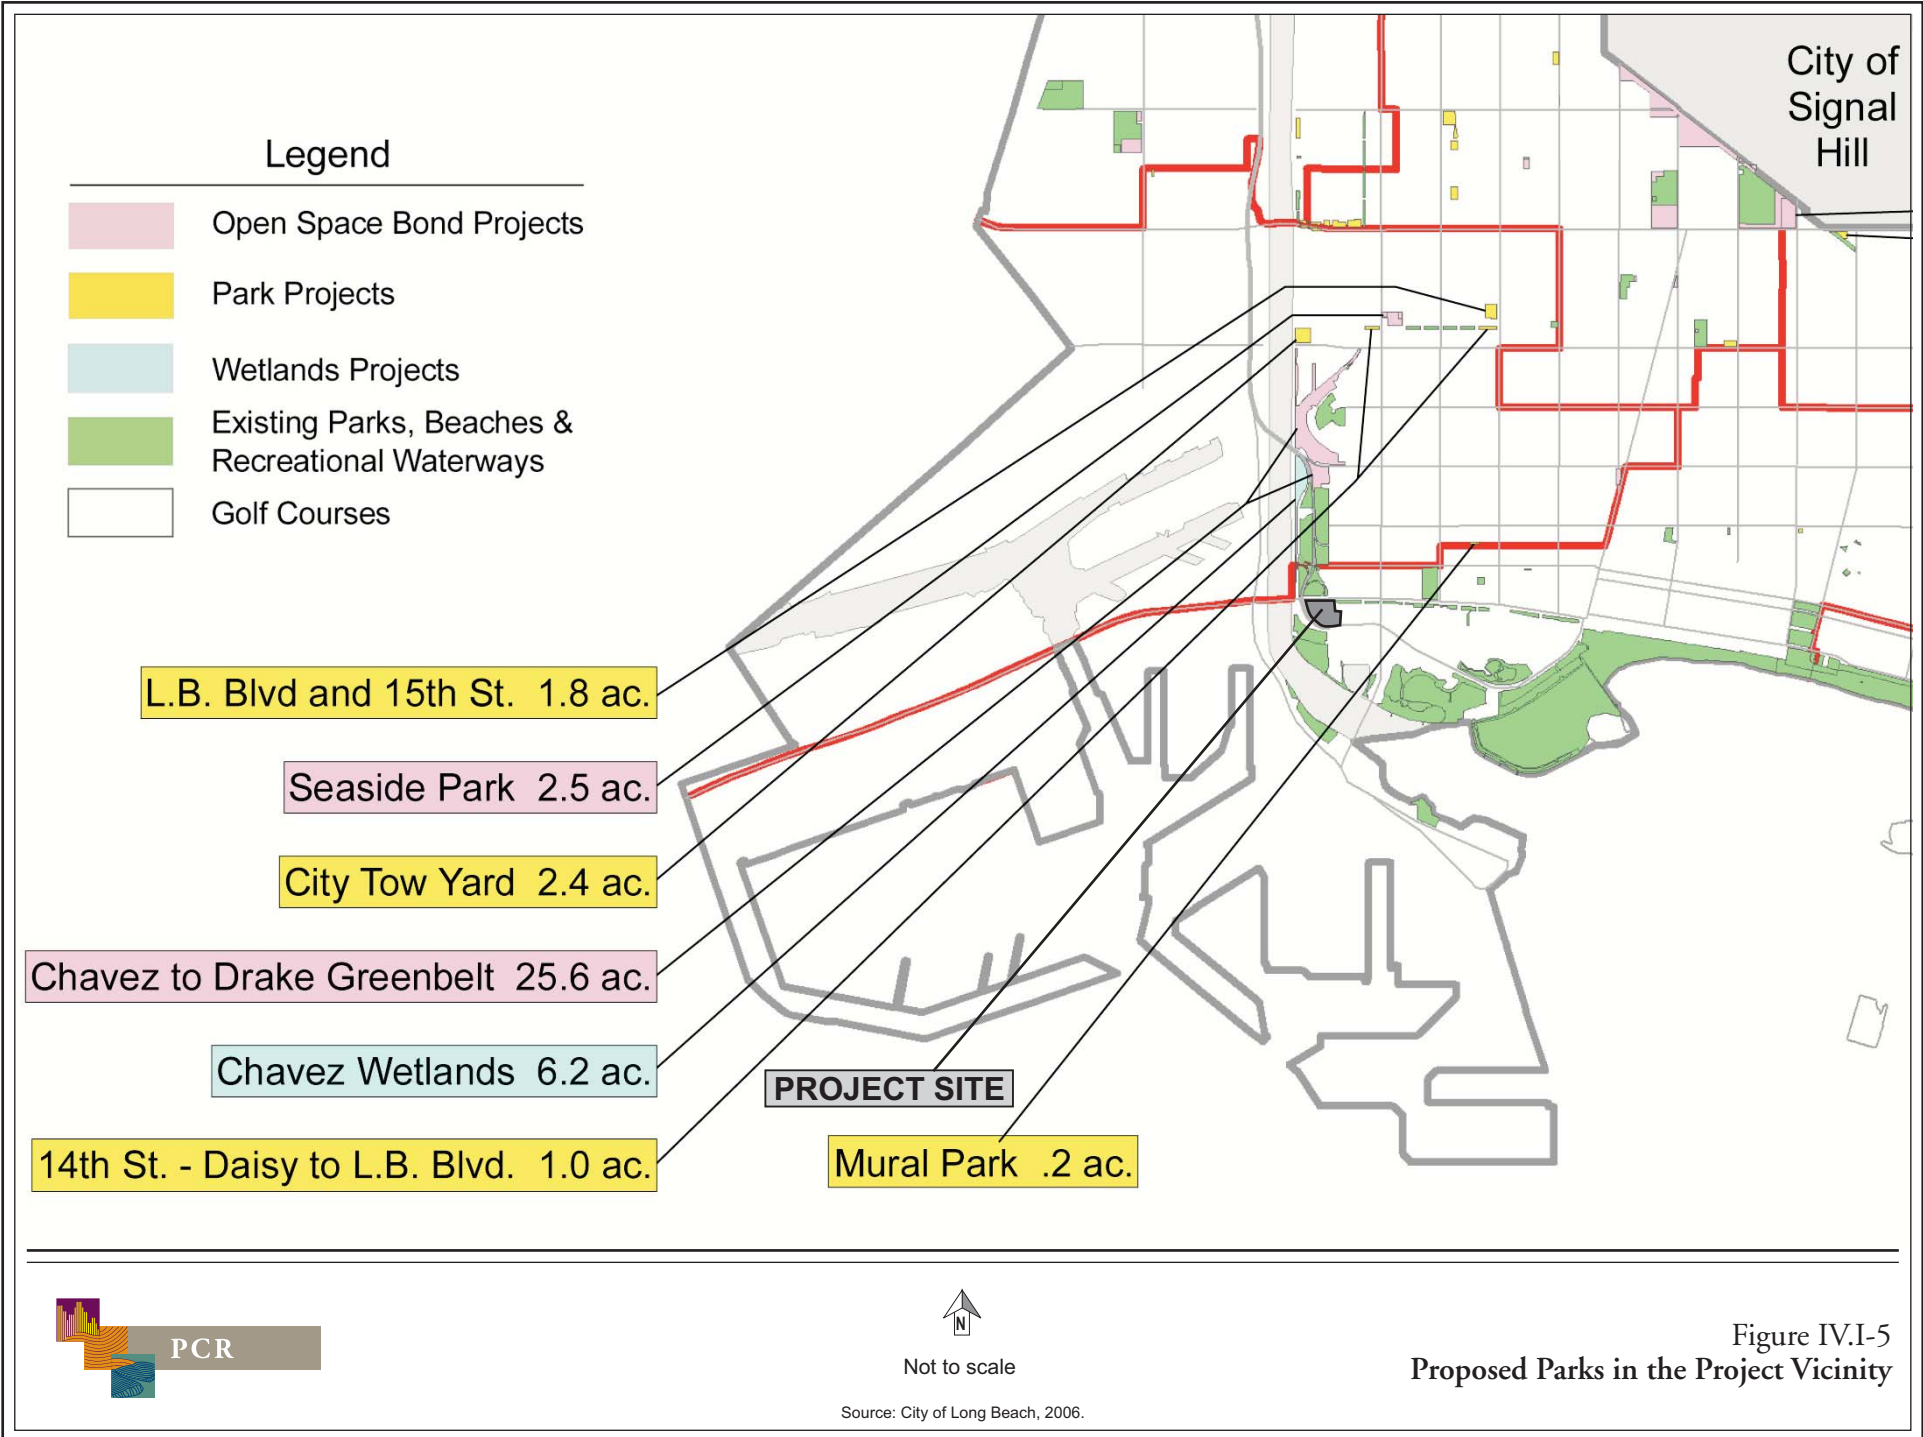 City of
Signal
Hill
Legend
Open Space Bond Projects
Park Projects
Wetlands Projects
Existing Parks, Beaches &
Recreational Waterways
Golf Courses
L.B. Blvd and 15th St. 1.8 ac.
Seaside Park 2.5 ac.
City Tow Yard 2.4 ac.
Chavez to Drake Greenbelt 25.6 ac.
Chavez Wetlands 6.2 ac.
14th St. - Daisy to L.B. Blvd. 1.0 ac.
PROJECT SITE
Mural Park .2 ac.
PCR
N
Not to scale
Source: City of Long Beach, 2006.
Figure IV.I-5
Proposed Parks in the Project Vicinity